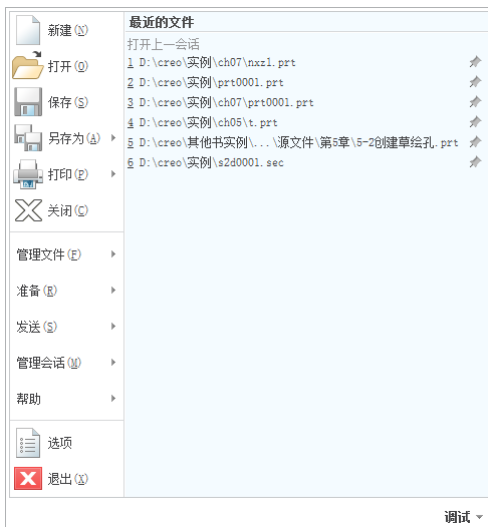 新建(N)
打开(O)
保存(S)
另存为(A)
打印(P)
关闭(C)
管理文件(F)
准备(R)
发送(S)
管理会话(M)
帮助
选项
退出(X)
最近的文件
打开上一会话
1 D:\creo\实例\ch07\nxzl.prt
2 D:\creo\实例\prt0001.prt
3 D:\creo\实例\ch07\prt0001.prt
4 D:\creo\实例\ch05\t.prt
5 D:\creo\其他书实例\...\源文件\第5章\5-2创建草绘孔.prt
6 D:\creo\实例\s2d0001.sec
调试